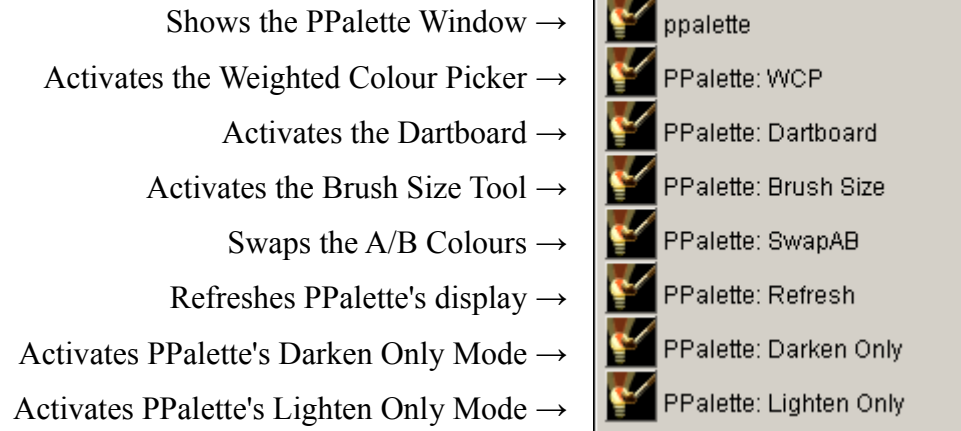 Shows the PPalette Window → ppalette
Activates the Weighted Colour Picker → PPalette: WCP
Activates the Dartboard → PPalette: Dartboard
Activates the Brush Size Tool → PPalette: Brush Size
Swaps the A/B Colours → PPalette: SwapAB
Refreshes PPalette's display → PPalette: Refresh
Activates PPalette's Darken Only Mode → PPalette: Darken Only
Activates PPalette's Lighten Only Mode → PPalette: Lighten Only